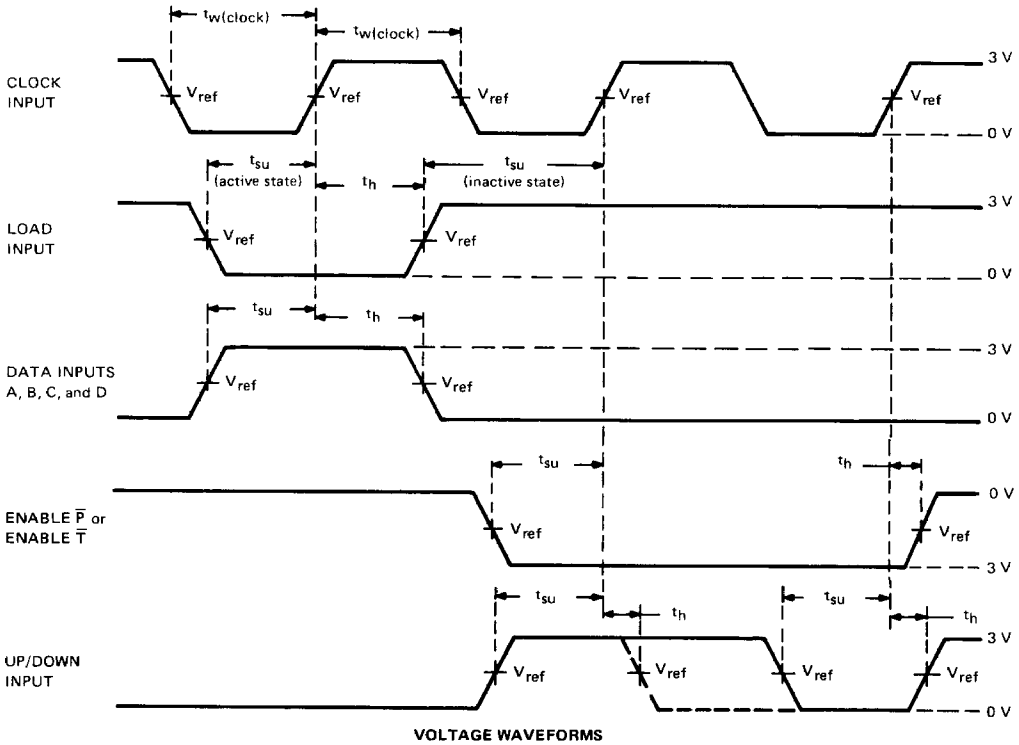 tw(clock) tw(clock)
3 V
CLOCK
INPUT
Vref Vref Vref Vref Vref
0 V
tsu
(active state)
th
tsu
(inactive state)
3 V
LOAD
INPUT
Vref Vref
0 V
tsu th
3 V
DATA INPUTS
A, B, C, and D
Vref Vref
0 V
tsu th
0 V
ENABLE P̅ or
ENABLE T̅
Vref Vref
3 V
tsu th tsu th
3 V
UP/DOWN
INPUT
Vref Vref Vref Vref
0 V
VOLTAGE WAVEFORMS